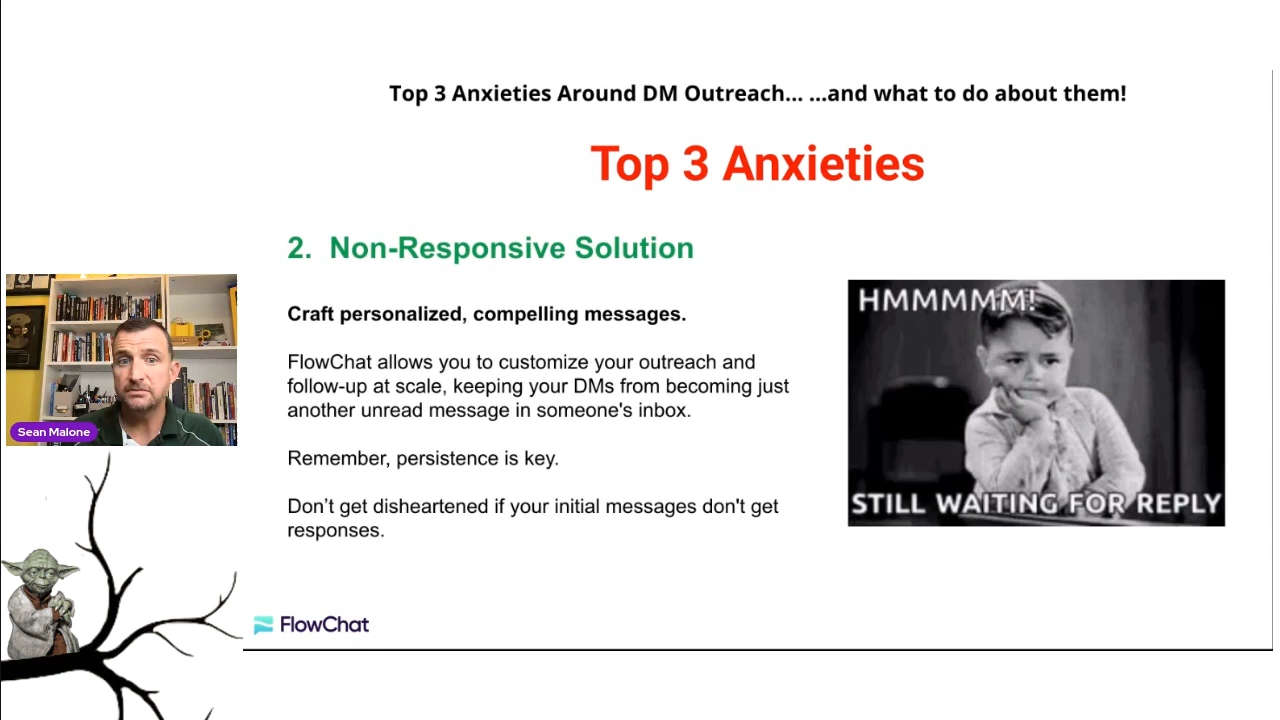 Top 3 Anxieties Around DM Outreach... ...and what to do about them!
Top 3 Anxieties
2. Non-Responsive Solution
Craft personalized, compelling messages.
FlowChat allows you to customize your outreach and
follow-up at scale, keeping your DMs from becoming just
another unread message in someone's inbox.
Remember, persistence is key.
Don’t get disheartened if your initial messages don't get
responses.
HMMMMM!
STILL WAITING FOR REPLY
Sean Malone
FlowChat